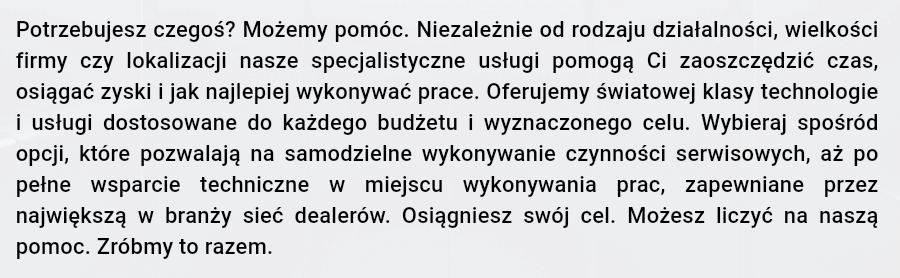 Potrzebujesz czegoś? Możemy pomóc. Niezależnie od rodzaju działalności, wielkości
firmy czy lokalizacji nasze specjalistyczne usługi pomogą Ci zaoszczędzić czas,
osiągać zyski i jak najlepiej wykonywać prace. Oferujemy światowej klasy technologie
i usługi dostosowane do każdego budżetu i wyznaczonego celu. Wybieraj spośród
opcji, które pozwalają na samodzielne wykonywanie czynności serwisowych, aż po
pełne wsparcie techniczne w miejscu wykonywania prac, zapewniane przez
największą w branży sieć dealerów. Osiągniesz swój cel. Możesz liczyć na naszą
pomoc. Zróbmy to razem.